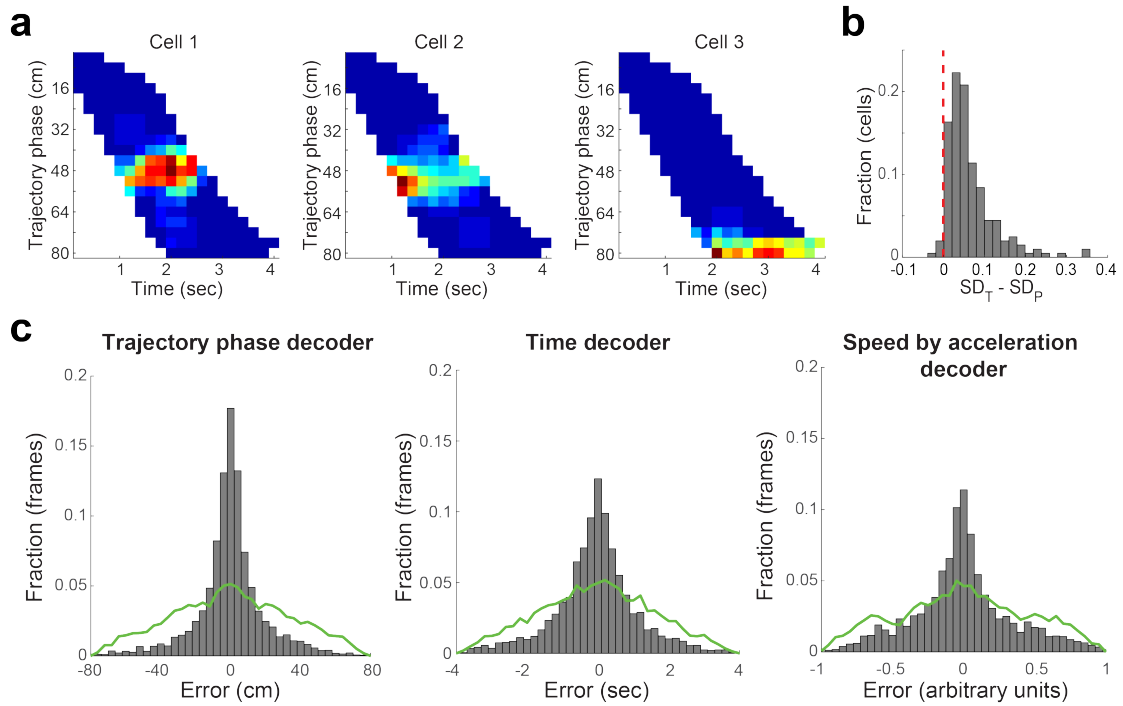 a
b
Cell 1
Cell 2
Cell 3
Trajectory phase (cm)
16
32
48
64
80
1
2
3
4
Time (sec)
Trajectory phase (cm)
16
32
48
64
80
1
2
3
4
Time (sec)
Trajectory phase (cm)
16
32
48
64
80
1
2
3
4
Time (sec)
Fraction (cells)
0.2
0.1
0
-0.1
0
0.1
0.2
0.3
0.4
SD_T - SD_P
c
Trajectory phase decoder
Fraction (frames)
0.2
0.15
0.1
0.05
0
-80
-40
0
40
80
Error (cm)
Time decoder
Fraction (frames)
0.2
0.15
0.1
0.05
0
-4
-2
0
2
4
Error (sec)
Speed by acceleration
decoder
Fraction (frames)
0.2
0.15
0.1
0.05
0
-1
-0.5
0
0.5
1
Error (arbitrary units)